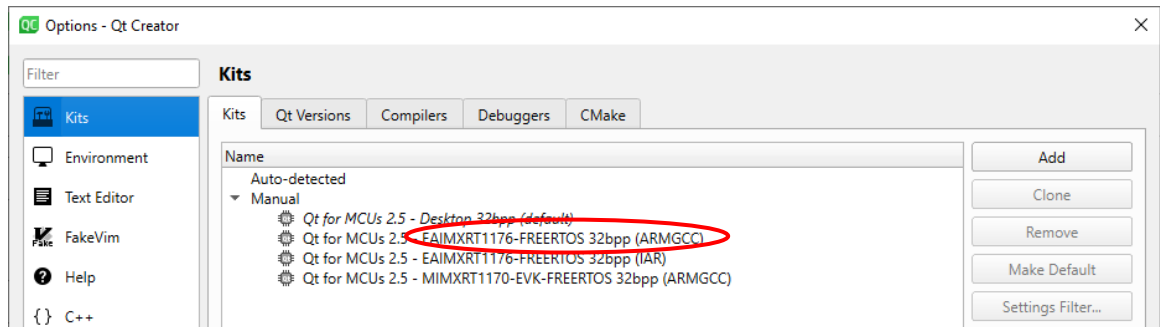 QC Options - Qt Creator
Filter
Kits
Environment
Text Editor
Fake FakeVim
Help
{} C++
Kits
Kits Qt Versions Compilers Debuggers CMake
Name
Auto-detected
Manual
Qt for MCUs 2.5 - Desktop 32bpp (default)
Qt for MCUs 2.5 - EAIMXRT1176-FREERTOS 32bpp (ARMGCC)
Qt for MCUs 2.5 - EAIMXRT1176-FREERTOS 32bpp (IAR)
Qt for MCUs 2.5 - MIMXRT1170-EVK-FREERTOS 32bpp (ARMGCC)
Add
Clone
Remove
Make Default
Settings Filter...